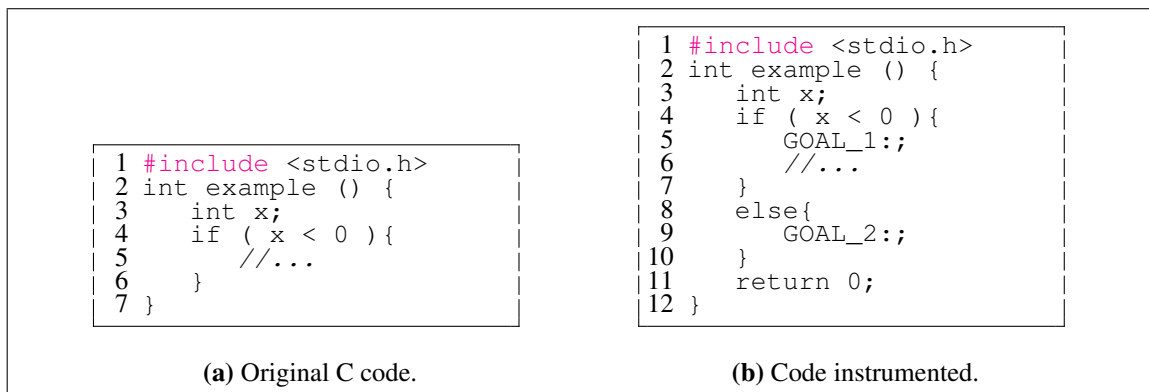 1 #include <stdio.h>
2 int example () {
3    int x;
4    if ( x < 0 ){
5       //...
6    }
7 }
(a) Original C code.
1 #include <stdio.h>
2 int example () {
3    int x;
4    if ( x < 0 ){
5       GOAL_1:;
6       //...
7    }
8    else{
9       GOAL_2:;
10    }
11    return 0;
12 }
(b) Code instrumented.